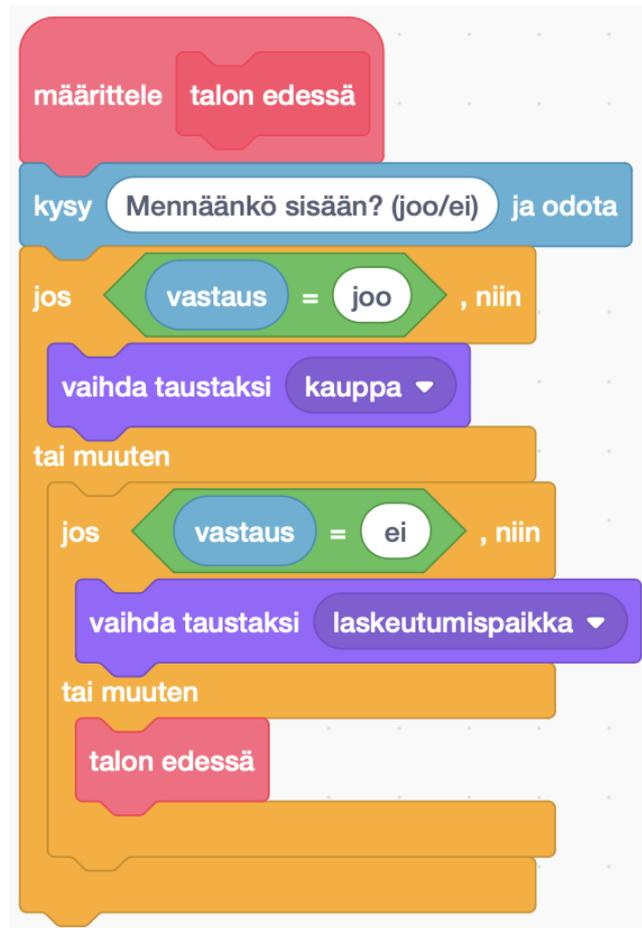 määrittele talon edessä
kysy Mennäänkö sisään? (joo/ei) ja odota
jos vastaus = joo , niin
vaihda taustaksi kauppa
tai muuten
jos vastaus = ei , niin
vaihda taustaksi laskeutumispaikka
tai muuten
talon edessä